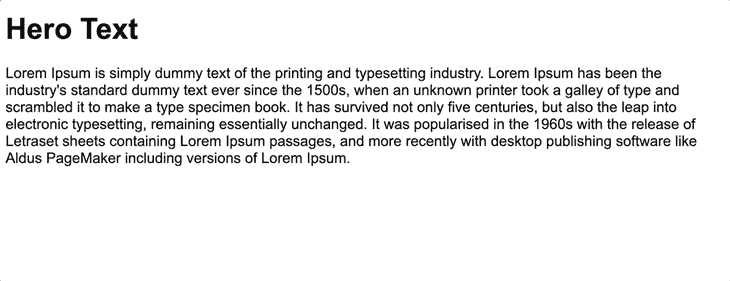 Hero Text
Lorem Ipsum is simply dummy text of the printing and typesetting industry. Lorem Ipsum has been the
industry's standard dummy text ever since the 1500s, when an unknown printer took a galley of type and
scrambled it to make a type specimen book. It has survived not only five centuries, but also the leap into
electronic typesetting, remaining essentially unchanged. It was popularised in the 1960s with the release of
Letraset sheets containing Lorem Ipsum passages, and more recently with desktop publishing software like
Aldus PageMaker including versions of Lorem Ipsum.